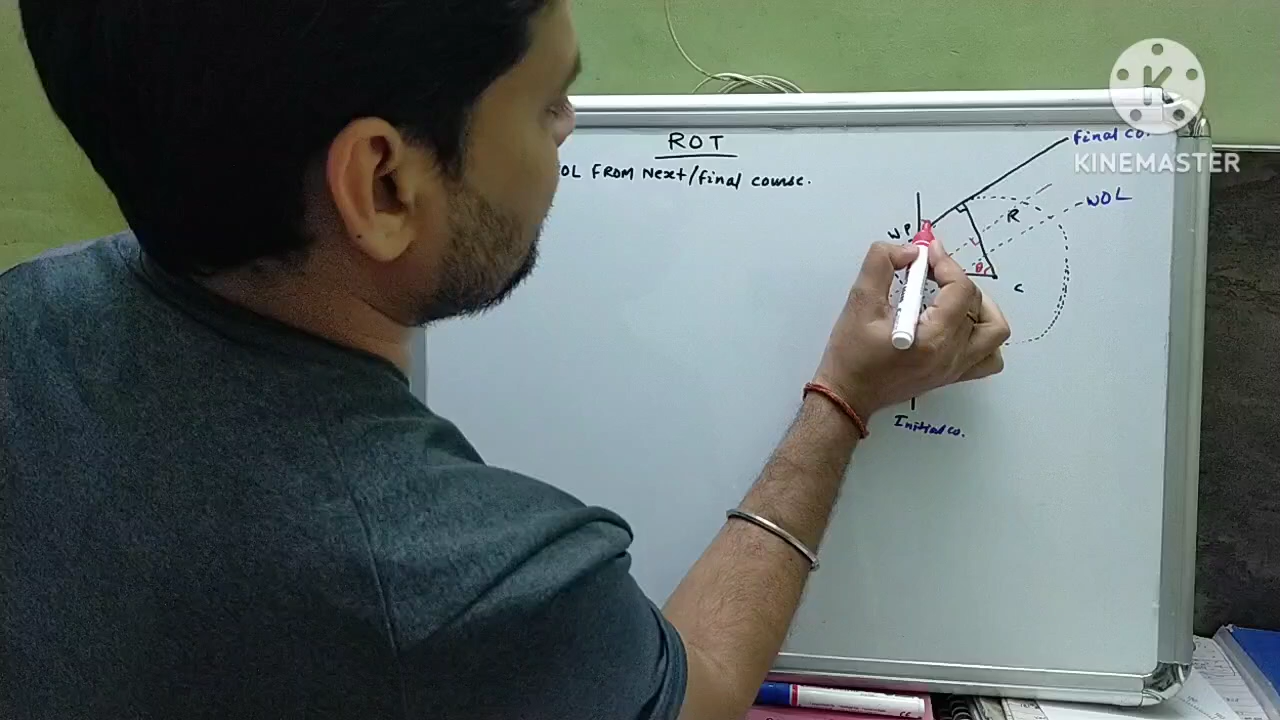 ROT
OL FROM Next/final course.
final co.
KINEMASTER
WOL
R
WP
θ
C
Initial co.